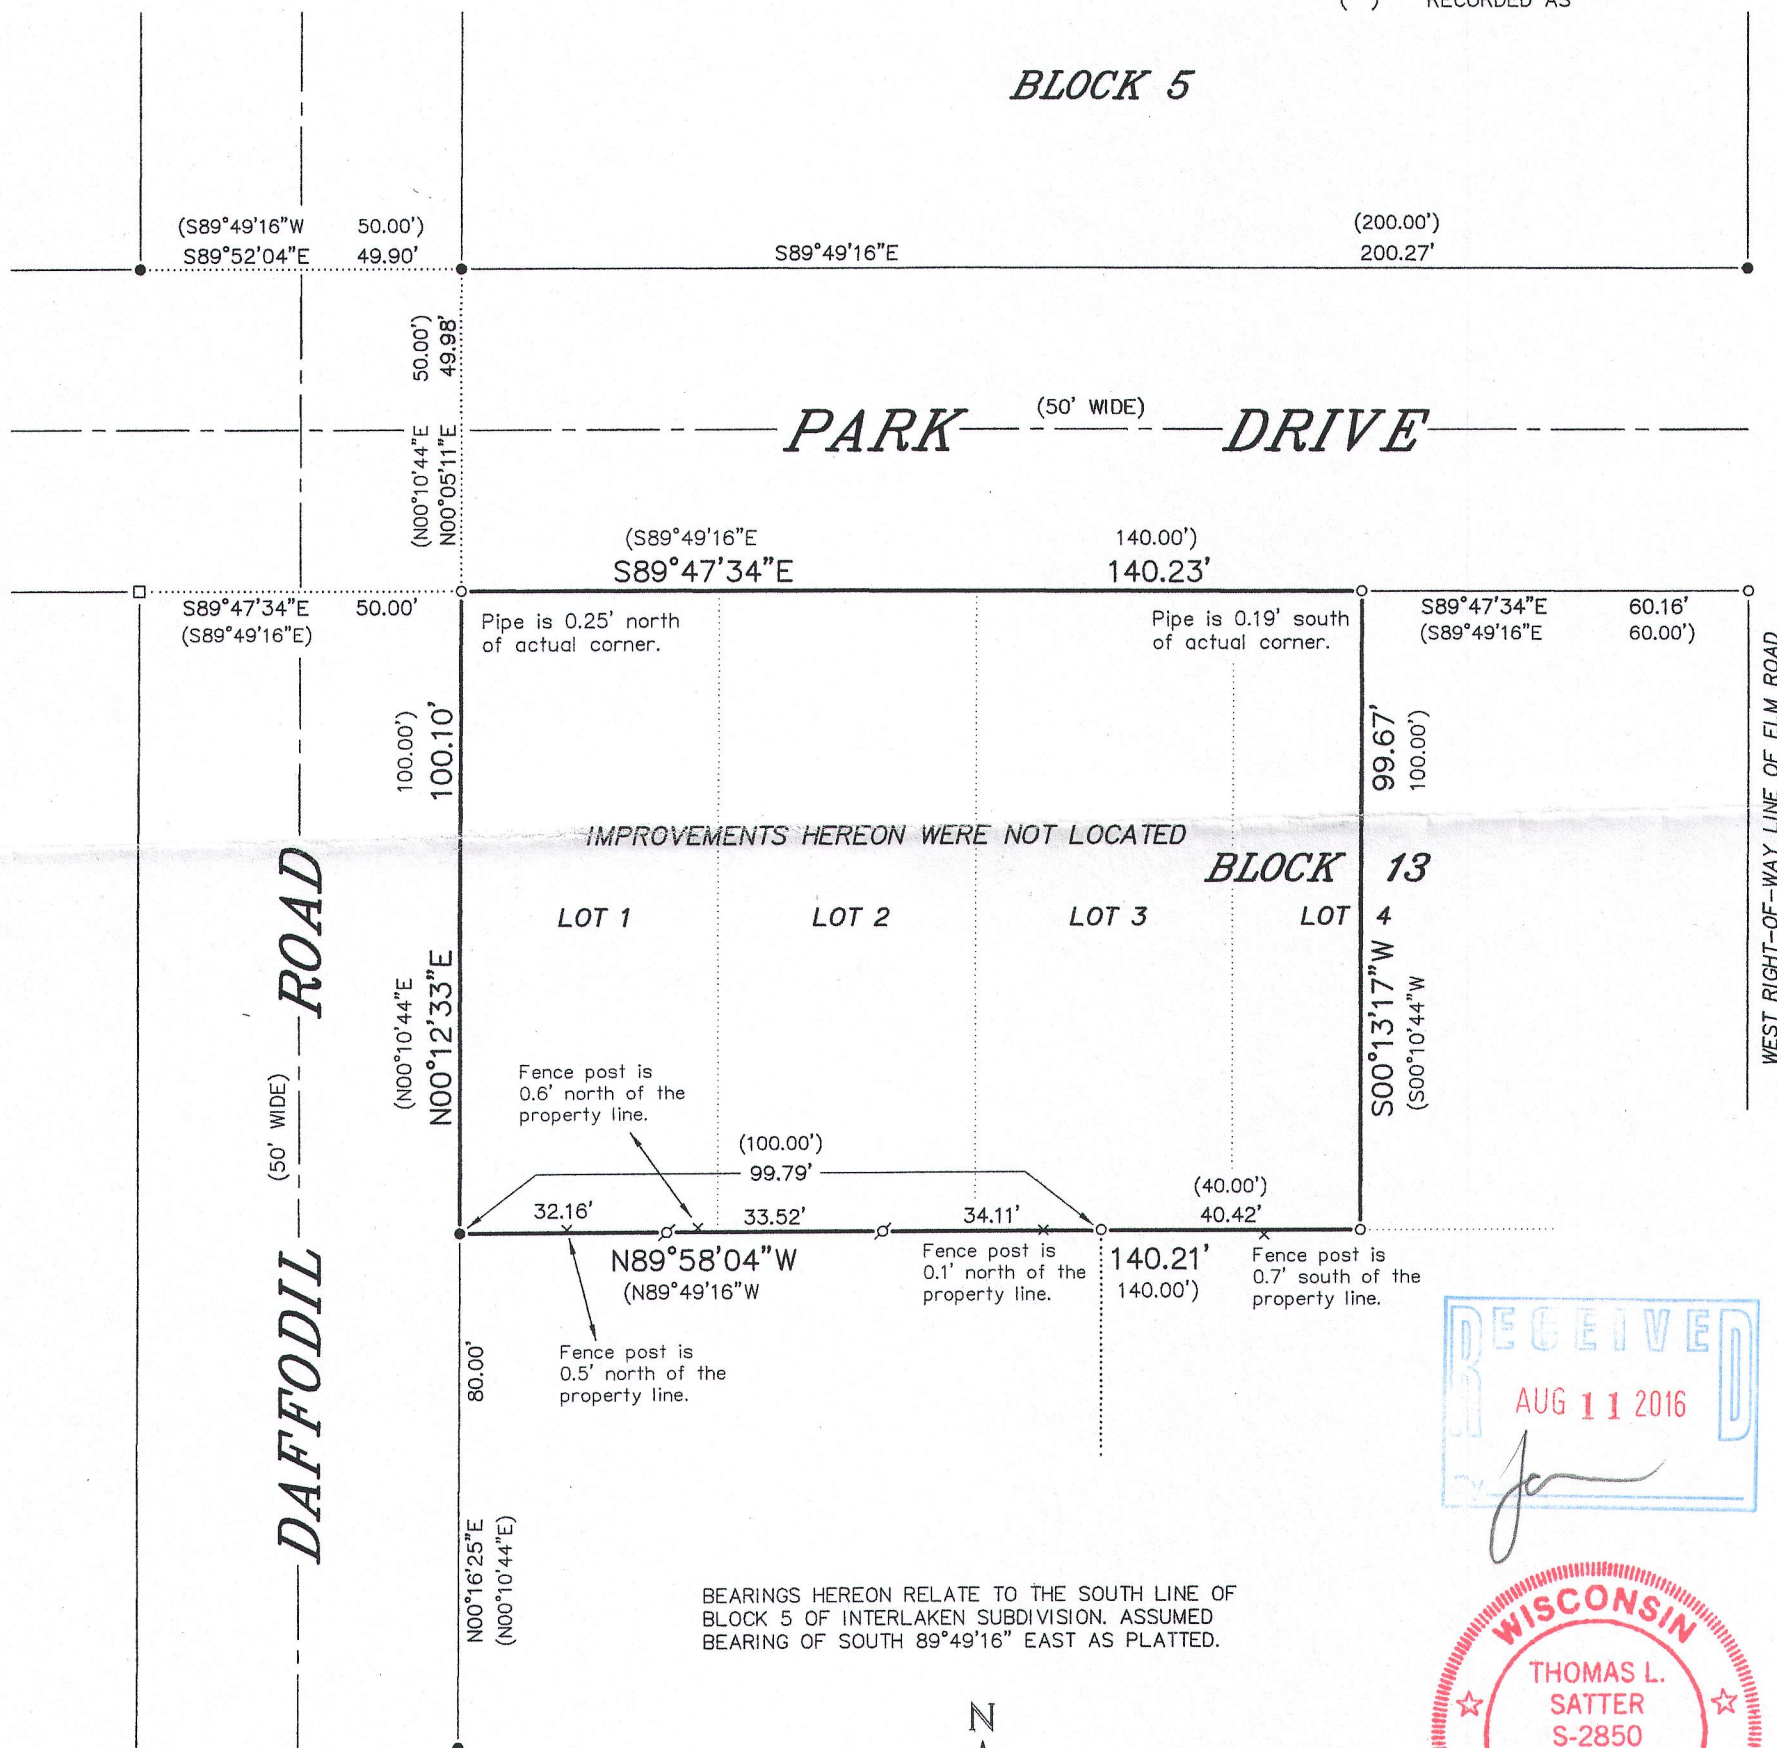 ( ) RECORDED AS
BLOCK 5
(S89°49'16"W 50.00')
S89°52'04"E 49.90'
(200.00')
S89°49'16"E 200.27'
(N00°10'44"E 50.00')
N00°05'11"E 49.98'
PARK (50' WIDE) DRIVE
(S89°49'16"E 140.00')
S89°47'34"E 140.23'
S89°47'34"E 50.00'
(S89°49'16"E)
Pipe is 0.25' north
of actual corner.
Pipe is 0.19' south
of actual corner.
S89°47'34"E 60.16'
(S89°49'16"E 60.00')
WEST RIGHT-OF-WAY LINE OF ELM ROAD
(N00°10'44"E 100.00')
N00°12'33"E 100.10'
S00°13'17"W 99.67'
(S00°10'44"W 100.00')
IMPROVEMENTS HEREON WERE NOT LOCATED
BLOCK 13
LOT 1 LOT 2 LOT 3 LOT 4
DAFFODIL (50' WIDE) ROAD
Fence post is
0.6' north of the
property line.
(100.00')
99.79'
(40.00')
32.16' 33.52' 34.11' 40.42'
N89°58'04"W 140.21'
(N89°49'16"W 140.00')
Fence post is
0.1' north of the
property line.
Fence post is
0.7' south of the
property line.
Fence post is
0.5' north of the
property line.
N00°16'25"E 80.00'
(N00°10'44"E)
RECEIVED
AUG 11 2016
BEARINGS HEREON RELATE TO THE SOUTH LINE OF
BLOCK 5 OF INTERLAKEN SUBDIVISION. ASSUMED
BEARING OF SOUTH 89°49'16" EAST AS PLATTED.
N
WISCONSIN
THOMAS L.
SATTER
S-2850